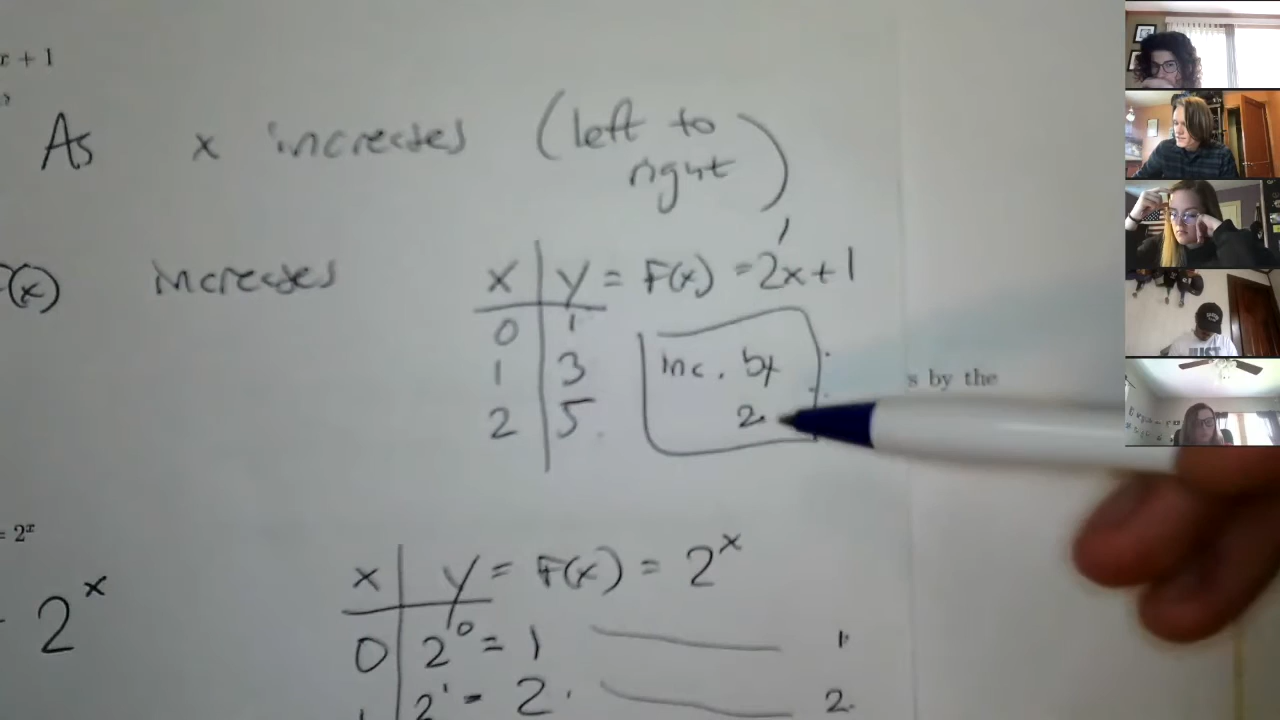 x + 1
As x increases (left to
right)
F(x) increases
x | y = F(x) = 2x+1
0 | 1
1 | 3
2 | 5
inc. by
2
s by the
= 2^x
2^x
x | y = F(x) = 2^x
0 | 2^0 = 1 1
1 | 2^1 = 2 2